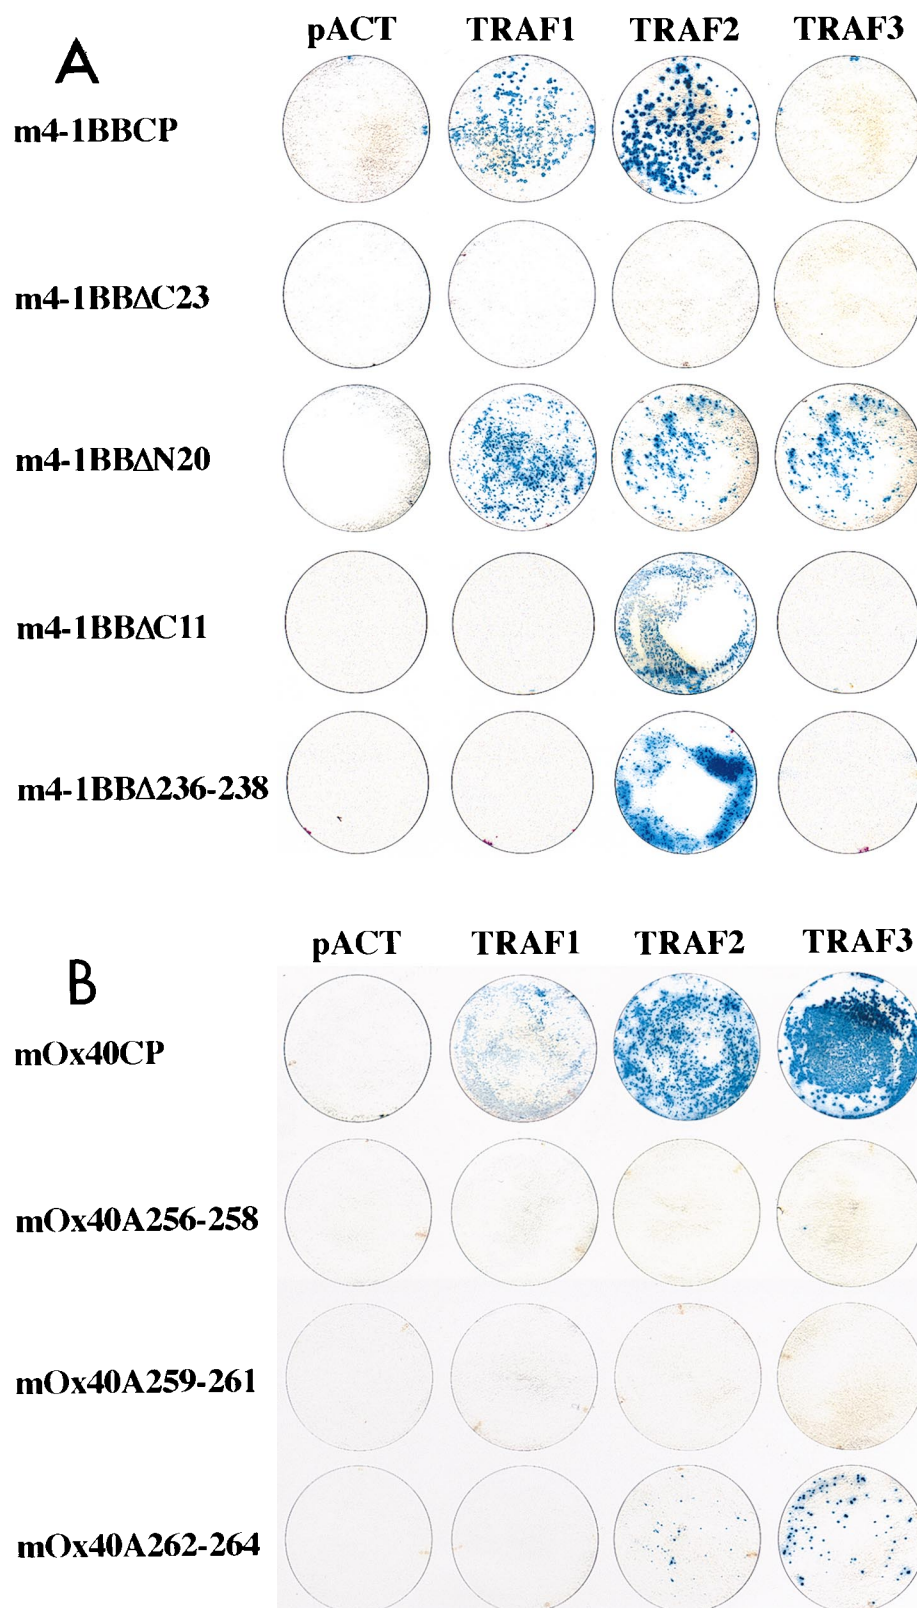 A
pACT TRAF1 TRAF2 TRAF3
m4-1BBCP
m4-1BBΔC23
m4-1BBΔN20
m4-1BBΔC11
m4-1BBΔ236-238
B
pACT TRAF1 TRAF2 TRAF3
mOx40CP
mOx40A256-258
mOx40A259-261
mOx40A262-264